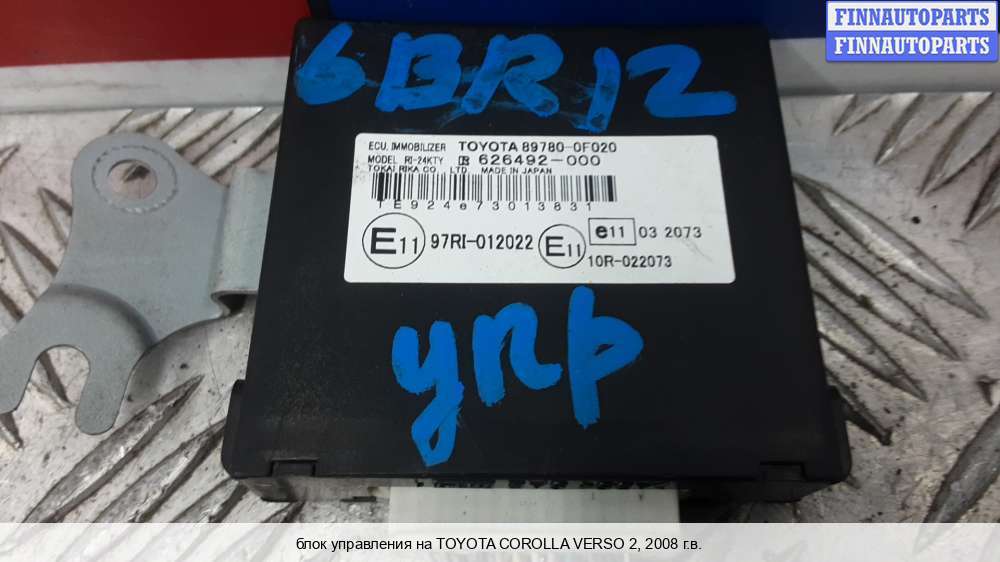 FINNAUTOPARTS
FINNAUTOPARTS
6BR12
ECU, IMMOBILIZER TOYOTA 89780-0F020
MODEL RI-24KTY 626492-000
TOKAI RIKA CO., LTD. MADE IN JAPAN
TE924e73013831
E11 97RI-012022 E11 e11 03 2073
10R-022073
упр
блок управления на TOYOTA COROLLA VERSO 2, 2008 г.в.